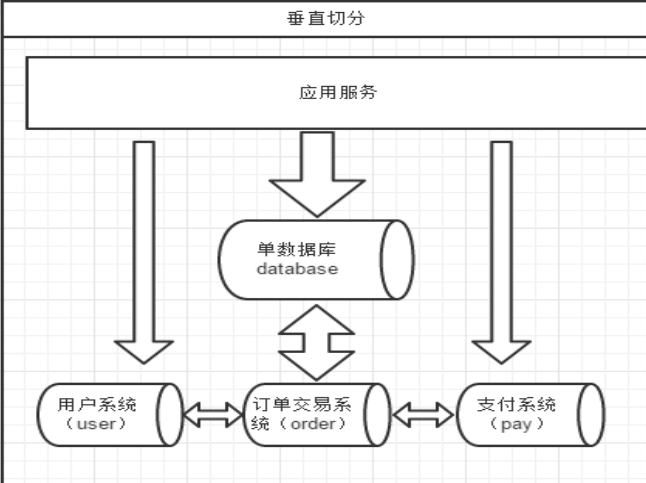 垂直切分
应用服务
单数据库
database
用户系统
（user）
订单交易系
统（order）
支付系统
（pay）